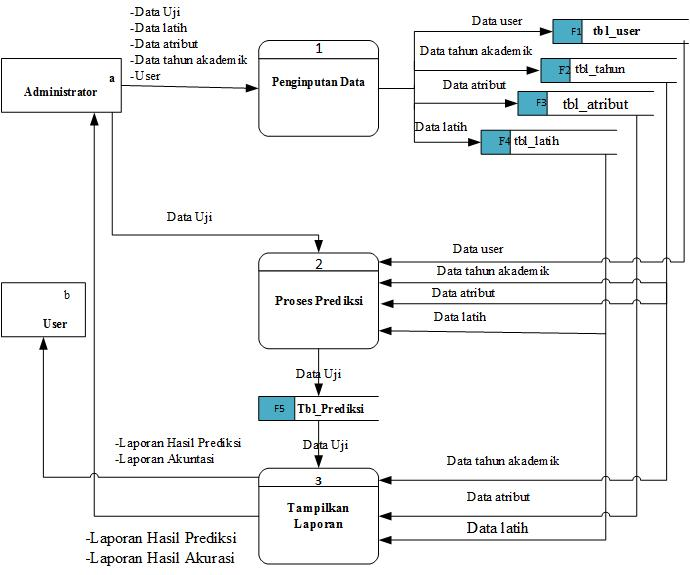 -Data Uji
-Data latih
-Data atribut
-Data tahun akademik
-User
a
Administrator
1
Penginputan Data
Data user
F1 tbl_user
Data tahun akademik
F2 tbl_tahun
Data atribut
F3 tbl_atribut
Data latih
F4 tbl_latih
Data Uji
2
Proses Prediksi
Data user
Data tahun akademik
Data atribut
Data latih
b
User
Data Uji
F5 Tbl_Prediksi
Data Uji
-Laporan Hasil Prediksi
-Laporan Akuntasi
3
Tampilkan
Laporan
Data tahun akademik
Data atribut
Data latih
-Laporan Hasil Prediksi
-Laporan Hasil Akurasi